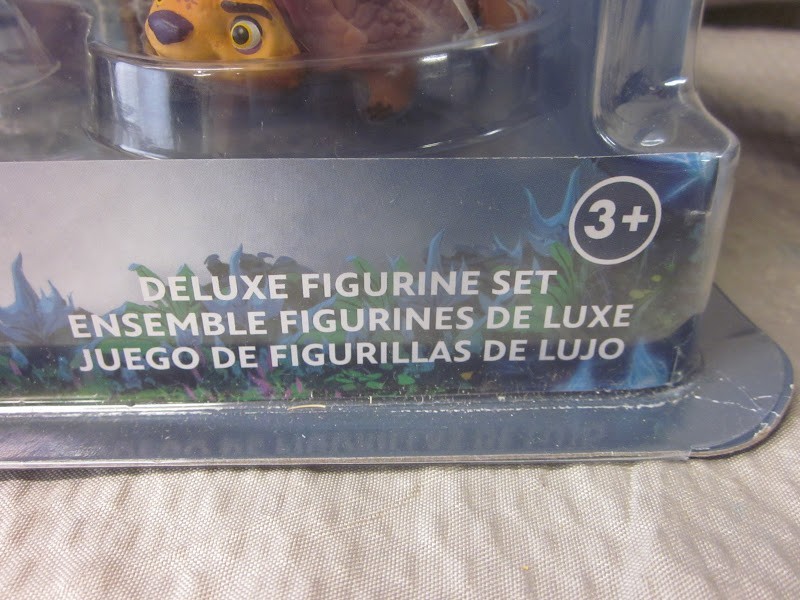 3+
DELUXE FIGURINE SET
ENSEMBLE FIGURINES DE LUXE
JUEGO DE FIGURILLAS DE LUJO